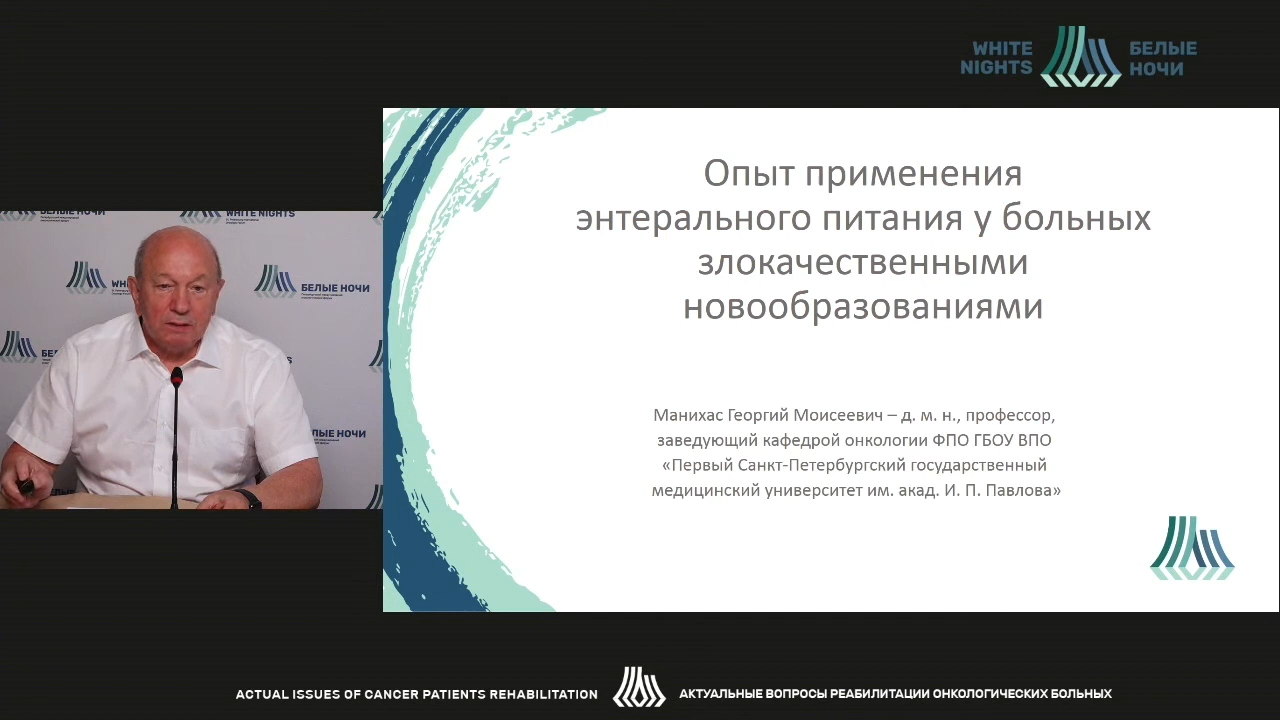 WHITE
NIGHTS
БЕЛЫЕ
НОЧИ
Опыт применения
энтерального питания у больных
злокачественными
новообразованиями
Манихас Георгий Моисеевич – д. м. н., профессор,
заведующий кафедрой онкологии ФПО ГБОУ ВПО
«Первый Санкт-Петербургский государственный
медицинский университет им. акад. И. П. Павлова»
БЕЛЫЕ НОЧИ
WHITE NIGHTS
БЕЛЫЕ НОЧИ
ACTUAL ISSUES OF CANCER PATIENTS REHABILITATION
АКТУАЛЬНЫЕ ВОПРОСЫ РЕАБИЛИТАЦИИ ОНКОЛОГИЧЕСКИХ БОЛЬНЫХ